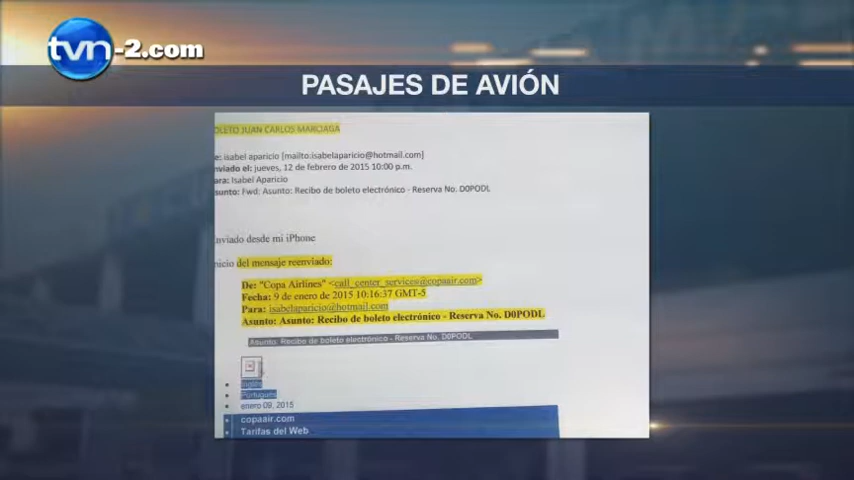 tvn-2.com
PASAJES DE AVIÓN
OLETO JUAN CARLOS MARCIAGA
e: isabel aparicio [mailto:isabelaparicio@hotmail.com]
nviado el: jueves, 12 de febrero de 2015 10:00 p.m.
ara: Isabel Aparicio
sunto: Fwd: Asunto: Recibo de boleto electrónico - Reserva No. D0PODL
nviado desde mi iPhone
nicio del mensaje reenviado:
De: "Copa Airlines" <call_center_services@copaair.com>
Fecha: 9 de enero de 2015 10:16:37 GMT-5
Para: isabelaparicio@hotmail.com
Asunto: Asunto: Recibo de boleto electrónico - Reserva No. D0PODL
Asunto: Recibo de boleto electrónico - Reserva No. D0PODL
Inglés
Portugués
enero 09, 2015
copaair.com
Tarifas del Web